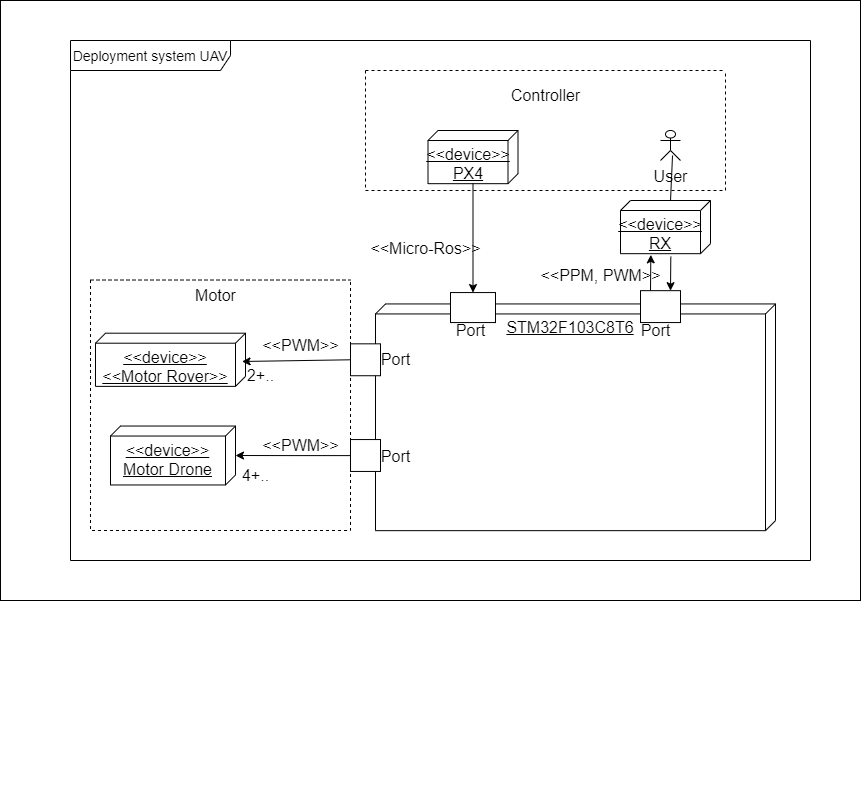 Deployment system UAV
Controller
<<device>>
PX4
User
<<device>>
RX
<<Micro-Ros>>
<<PPM, PWM>>
Motor
Port
STM32F103C8T6
Port
<<PWM>>
<<device>>
<<Motor Rover>>
2+..
Port
<<PWM>>
<<device>>
Motor Drone
4+..
Port